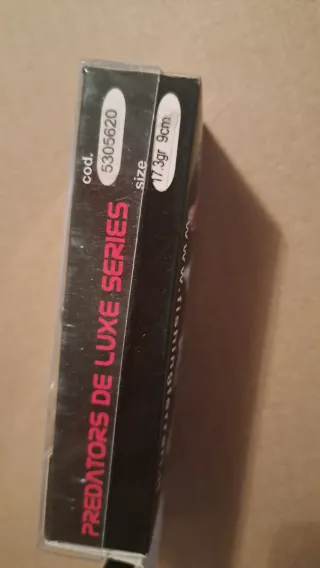 cod. 5305620
size 17.3gr 9cm
PREDATORS DE LUXE SERIES